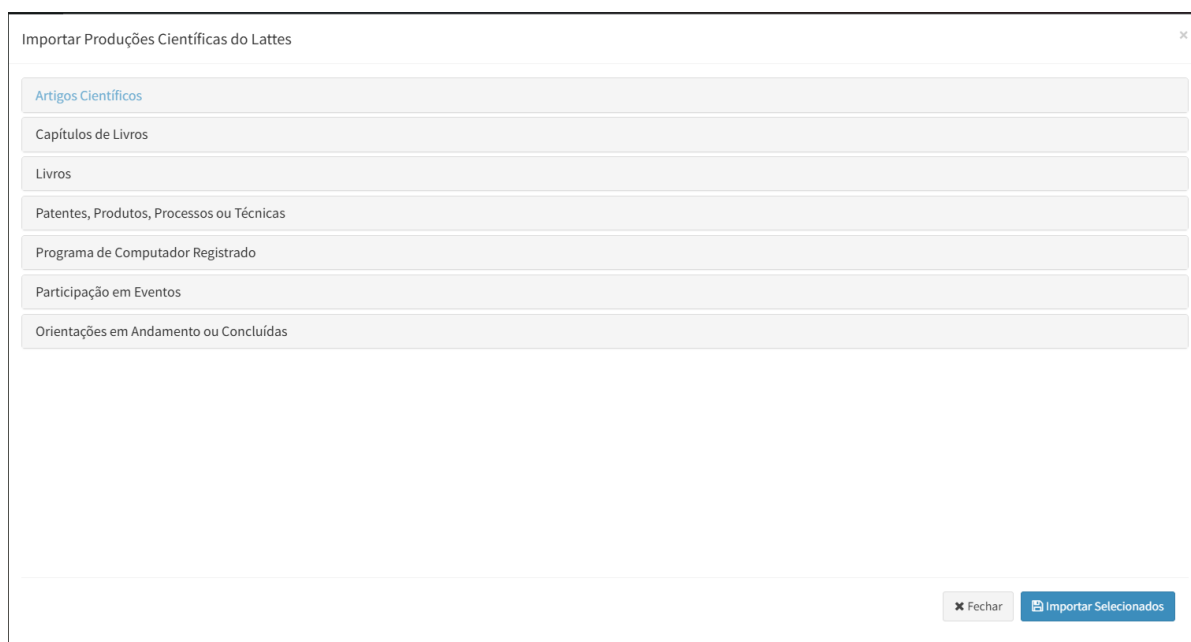 Importar Produções Científicas do Lattes
×
Artigos Científicos
Capítulos de Livros
Livros
Patentes, Produtos, Processos ou Técnicas
Programa de Computador Registrado
Participação em Eventos
Orientações em Andamento ou Concluídas
✖ Fechar
Importar Selecionados